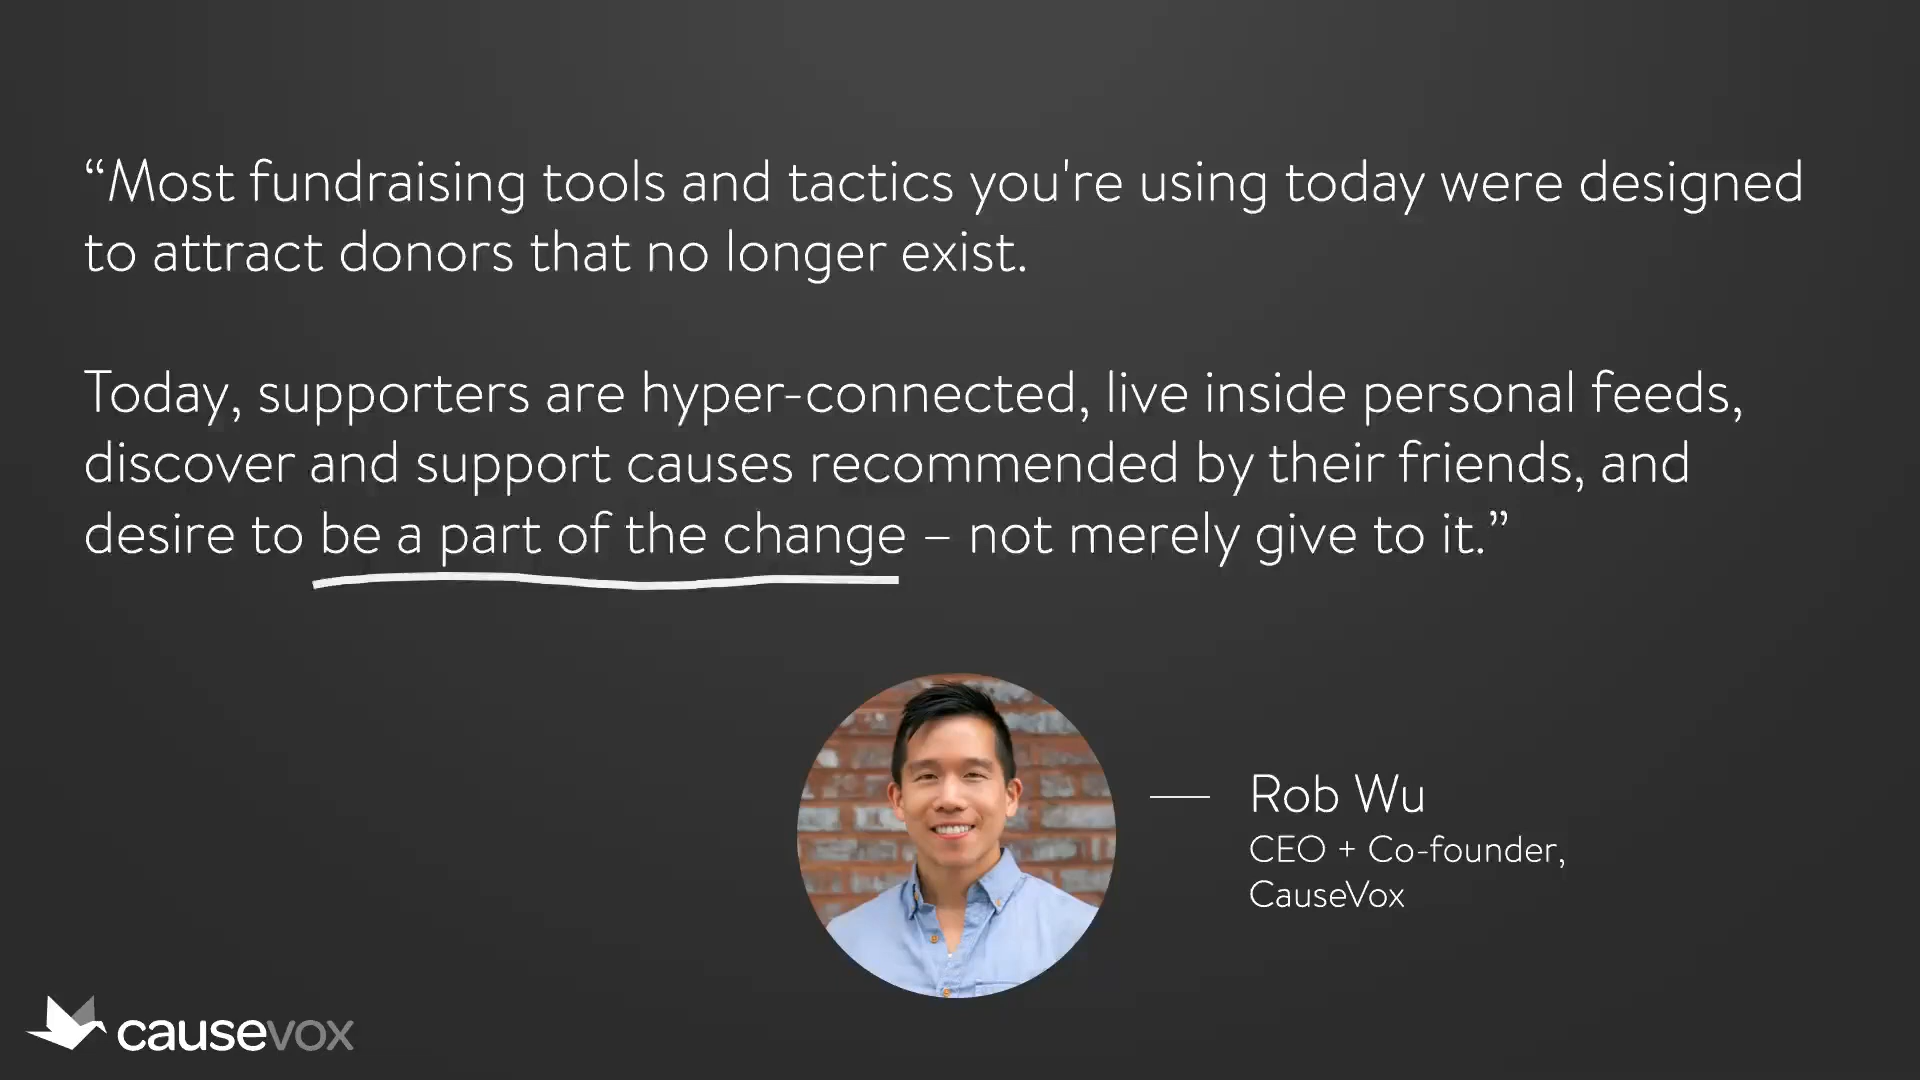 “Most fundraising tools and tactics you're using today were designed
to attract donors that no longer exist.
Today, supporters are hyper-connected, live inside personal feeds,
discover and support causes recommended by their friends, and
desire to be a part of the change – not merely give to it.”
Rob Wu
CEO + Co-founder,
CauseVox
causevox